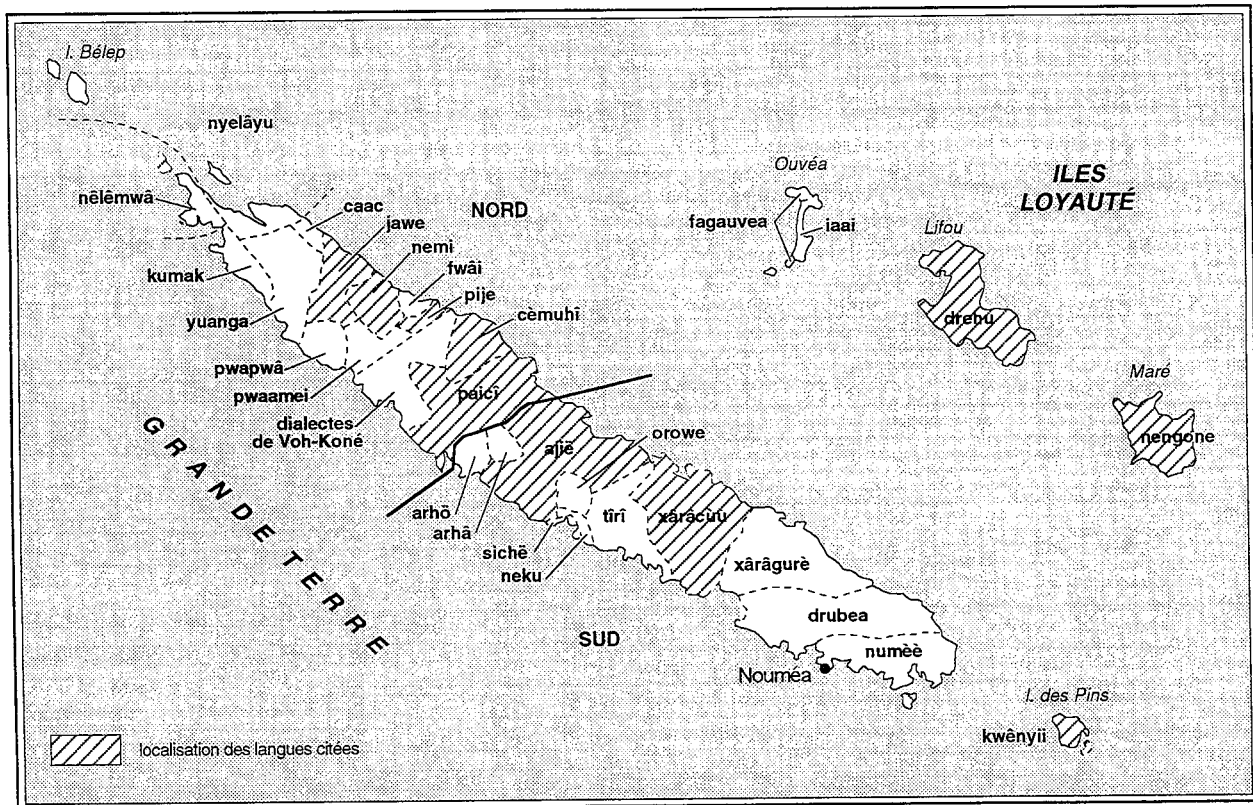 I. Bélep
nyelâyu
nêlêmwâ
caac
NORD
jawe
nemi
fwâi
pije
cèmuhî
kumak
yuanga
pwapwâ
pwaamei
dialectes
de Voh-Koné
paicî
Ouvéa
fagauvea
iaai
ILES
LOYAUTÉ
Lifou
drehu
Maré
nengone
GRANDE TERRE
ajië
orowe
arhö
arhâ
sichë
neku
tîrî
xârâcùù
xârâgurè
drubea
numèè
SUD
Nouméa
I. des Pins
kwênyii
localisation des langues citées